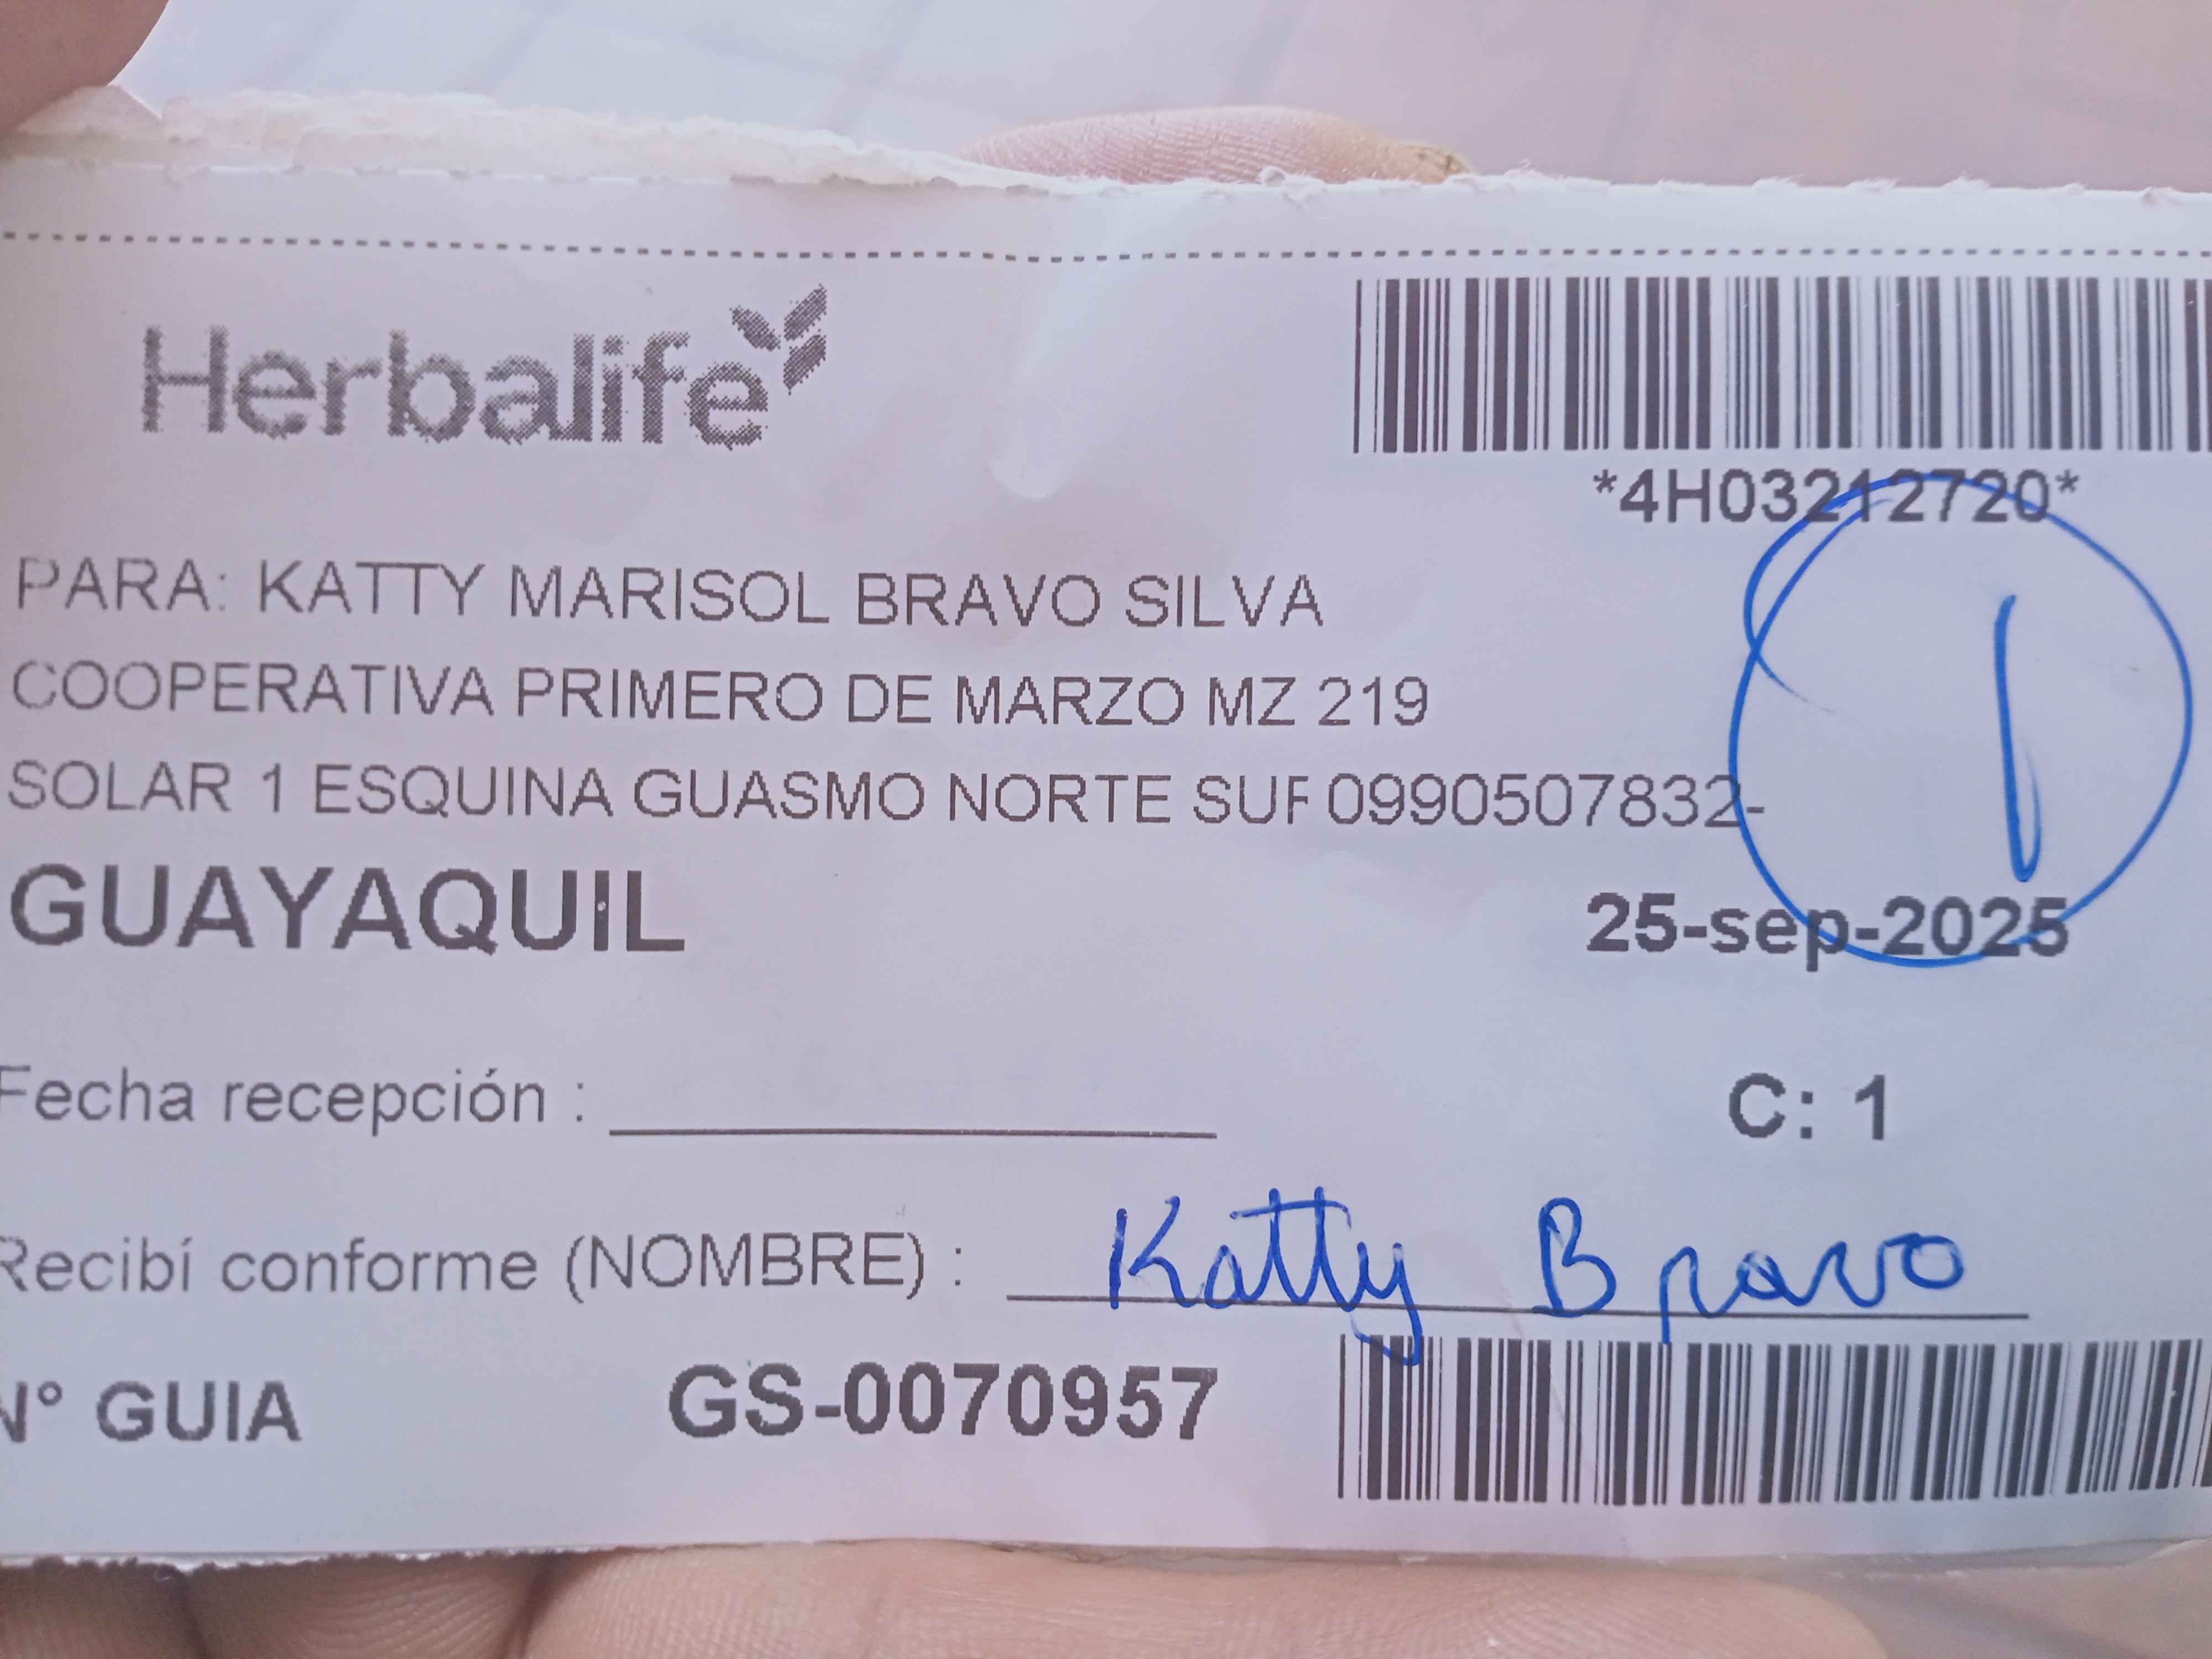 Herbalife
*4H03212720*
PARA: KATTY MARISOL BRAVO SILVA
COOPERATIVA PRIMERO DE MARZO MZ 219
SOLAR 1 ESQUINA GUASMO NORTE SUR 0990507832-
1
GUAYAQUIL 25-sep-2025
Fecha recepción :
C: 1
Recibí conforme (NOMBRE) : Katty Bravo
N° GUIA GS-0070957